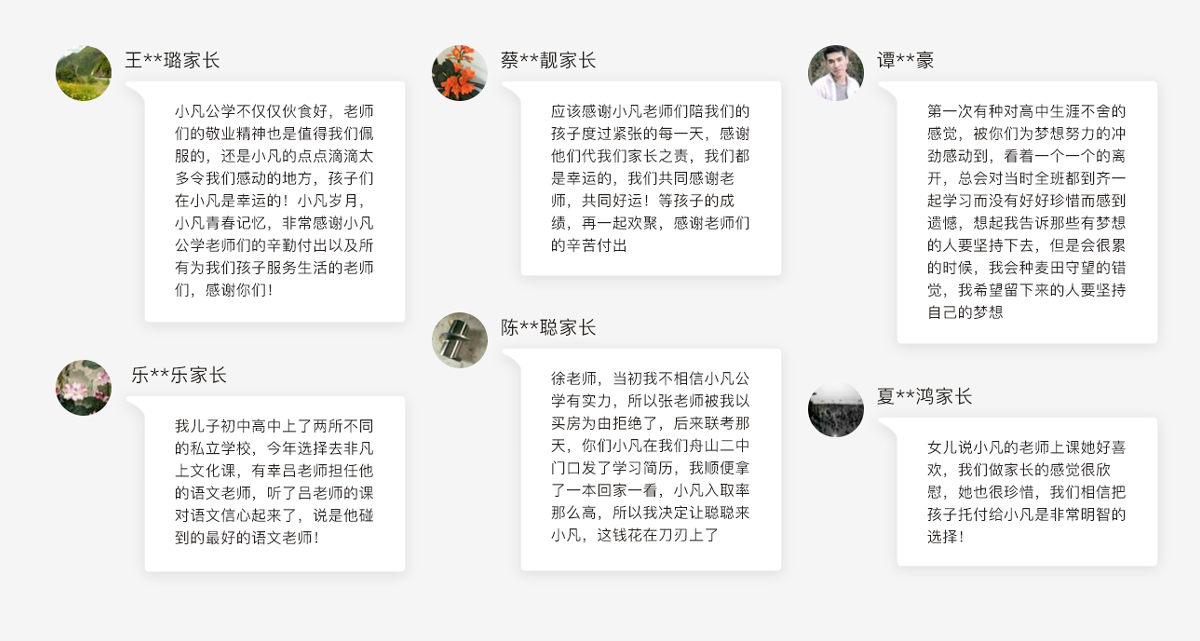 王**璐家长
小凡公学不仅仅伙食好，老师
们的敬业精神也是值得我们佩
服的，还是小凡的点点滴滴太
多令我们感动的地方，孩子们
在小凡是幸运的！小凡岁月，
小凡青春记忆，非常感谢小凡
公学老师们的辛勤付出以及所
有为我们孩子服务生活的老师
们，感谢你们！
乐**乐家长
我儿子初中高中上了两所不同
的私立学校，今年选择去非凡
上文化课，有幸吕老师担任他
的语文老师，听了吕老师的课
对语文信心起来了，说是他碰
到的最好的语文老师！
蔡**靓家长
应该感谢小凡老师们陪我们的
孩子度过紧张的每一天，感谢
他们代我们家长之责，我们都
是幸运的，我们共同感谢老
师，共同好运！等孩子的成
绩，再一起欢聚，感谢老师们
的辛苦付出
陈**聪家长
徐老师，当初我不相信小凡公
学有实力，所以张老师被我以
买房为由拒绝了，后来联考那
天，你们小凡在我们舟山二中
门口发了学习简历，我顺便拿
了一本回家一看，小凡入取率
那么高，所以我决定让聪聪来
小凡，这钱花在刀刃上了
谭**豪
第一次有种对高中生涯不舍的
感觉，被你们为梦想努力的冲
劲感动到，看着一个一个的离
开，总会对当时全班都到齐一
起学习而没有好好珍惜而感到
遗憾，想起我告诉那些有梦想
的人要坚持下去，但是会很累
的时候，我会种麦田守望的错
觉，我希望留下来的人要坚持
自己的梦想
夏**鸿家长
女儿说小凡的老师上课她好喜
欢，我们做家长的感觉很欣
慰，她也很珍惜，我们相信把
孩子托付给小凡是非常明智的
选择！